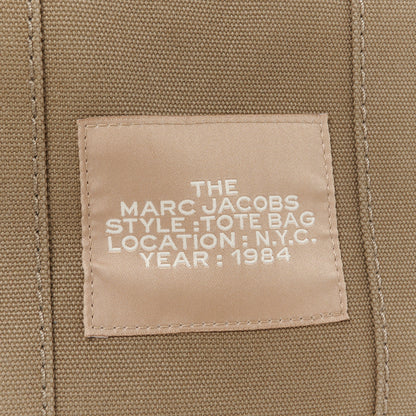 THE
MARC JACOBS
STYLE : TOTE BAG
LOCATION : N.Y.C.
YEAR : 1984